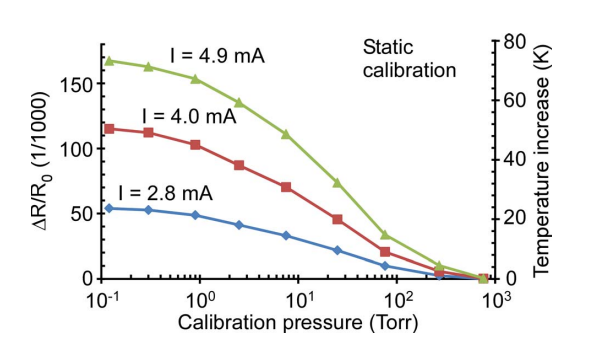 I = 4.9 mA
Static
calibration
I = 4.0 mA
I = 2.8 mA
ΔR/R₀ (1/1000)
150
100
50
0
80
60
40
20
0
Temperature increase (K)
10⁻¹
10⁰
10¹
10²
10³
Calibration pressure (Torr)